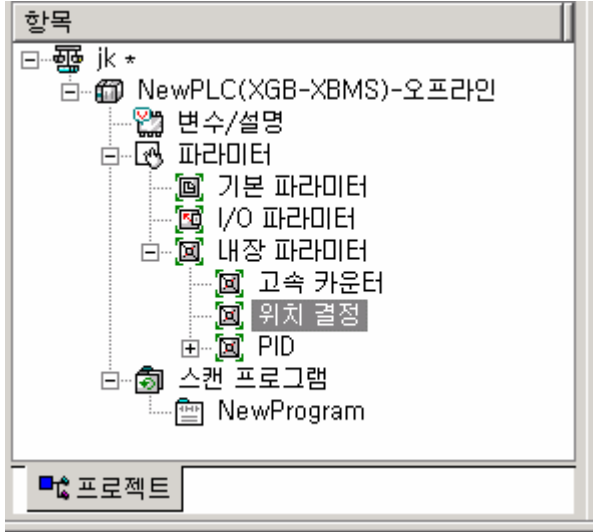 항목
jk *
NewPLC(XGB-XBMS)-오프라인
변수/설명
파라미터
기본 파라미터
I/O 파라미터
내장 파라미터
고속 카운터
위치 결정
PID
스캔 프로그램
NewProgram
프로젝트